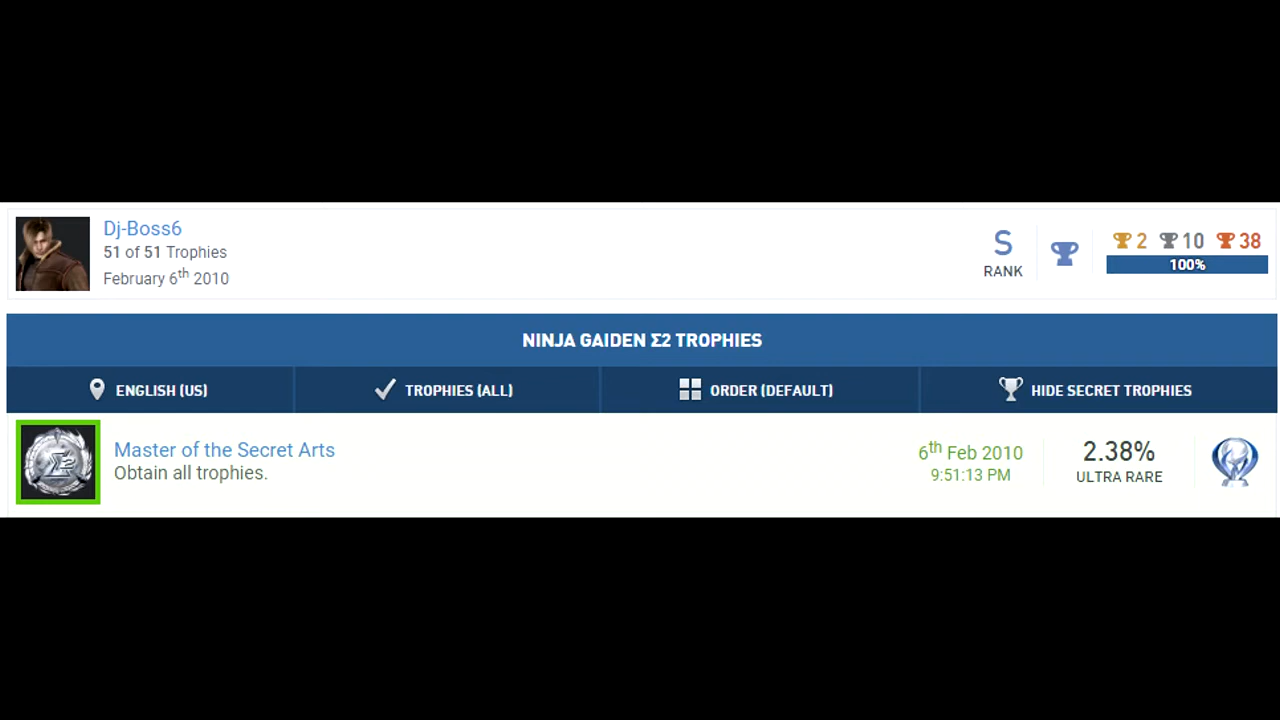 Dj-Boss6
51 of 51 Trophies
February 6th 2010
S
RANK
2 10 38
100%
NINJA GAIDEN Σ2 TROPHIES
ENGLISH (US) TROPHIES (ALL) ORDER (DEFAULT) HIDE SECRET TROPHIES
Σ2
Master of the Secret Arts
Obtain all trophies.
6th Feb 2010
9:51:13 PM
2.38%
ULTRA RARE